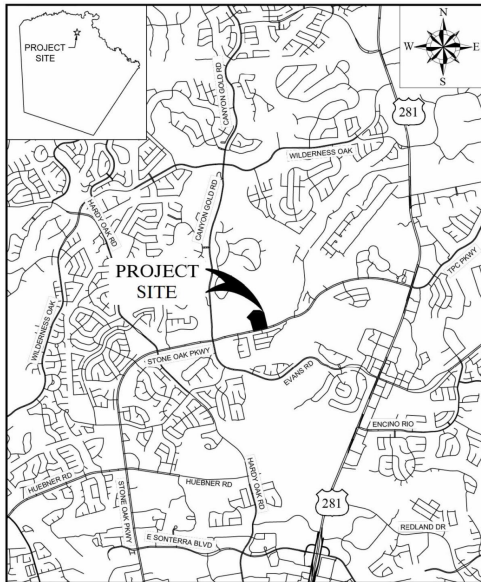 PROJECT
SITE
N
W
E
S
281
CANYON GOLD RD
WILDERNESS OAK
HARDY OAK RD
CANYON GOLD RD
TPC PKWY
PROJECT
SITE
WILDERNESS OAK
STONE OAK PKWY
EVANS RD
ENCINO RIO
HUEBNER RD
HUEBNER RD
HARDY OAK RD
STONE OAK PKWY
281
REDLAND DR
E SONTERRA BLVD